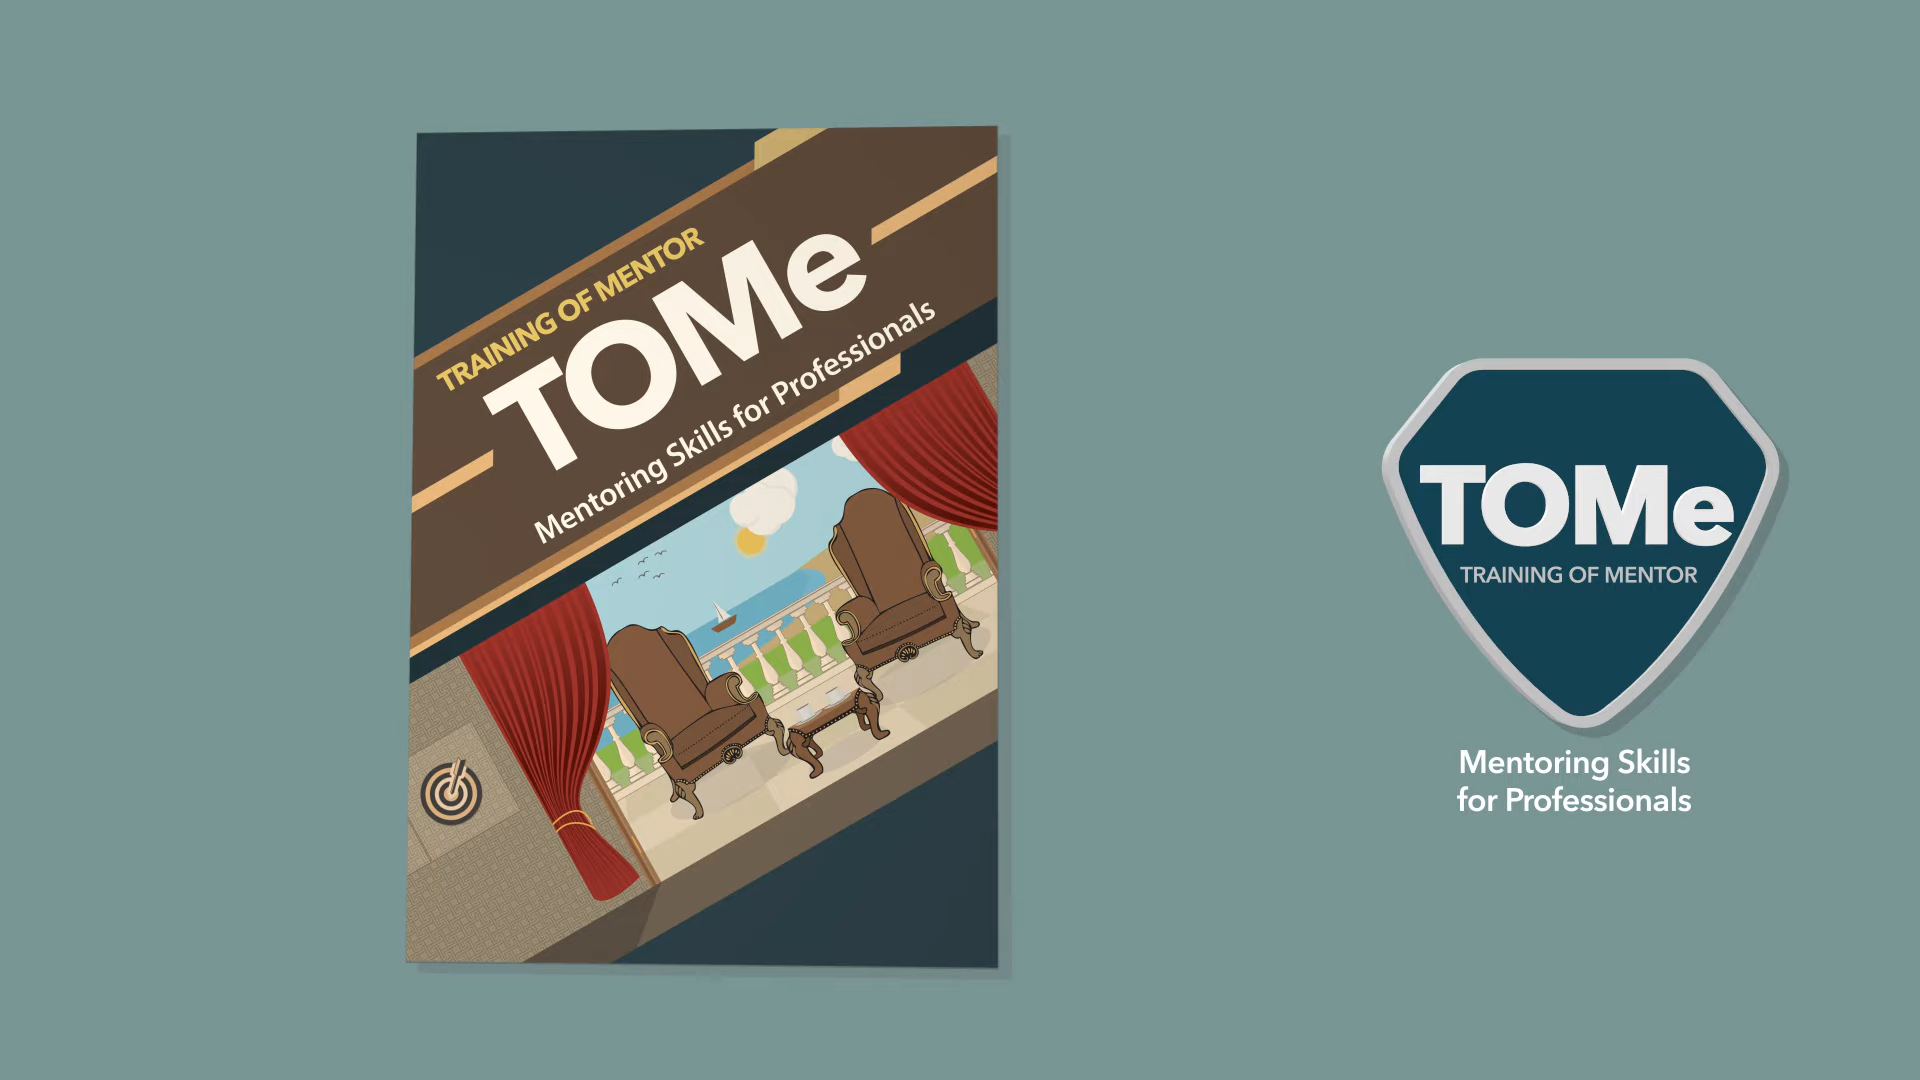 TRAINING OF MENTOR
TOMe
Mentoring Skills for Professionals
TOMe
TRAINING OF MENTOR
Mentoring Skills
for Professionals